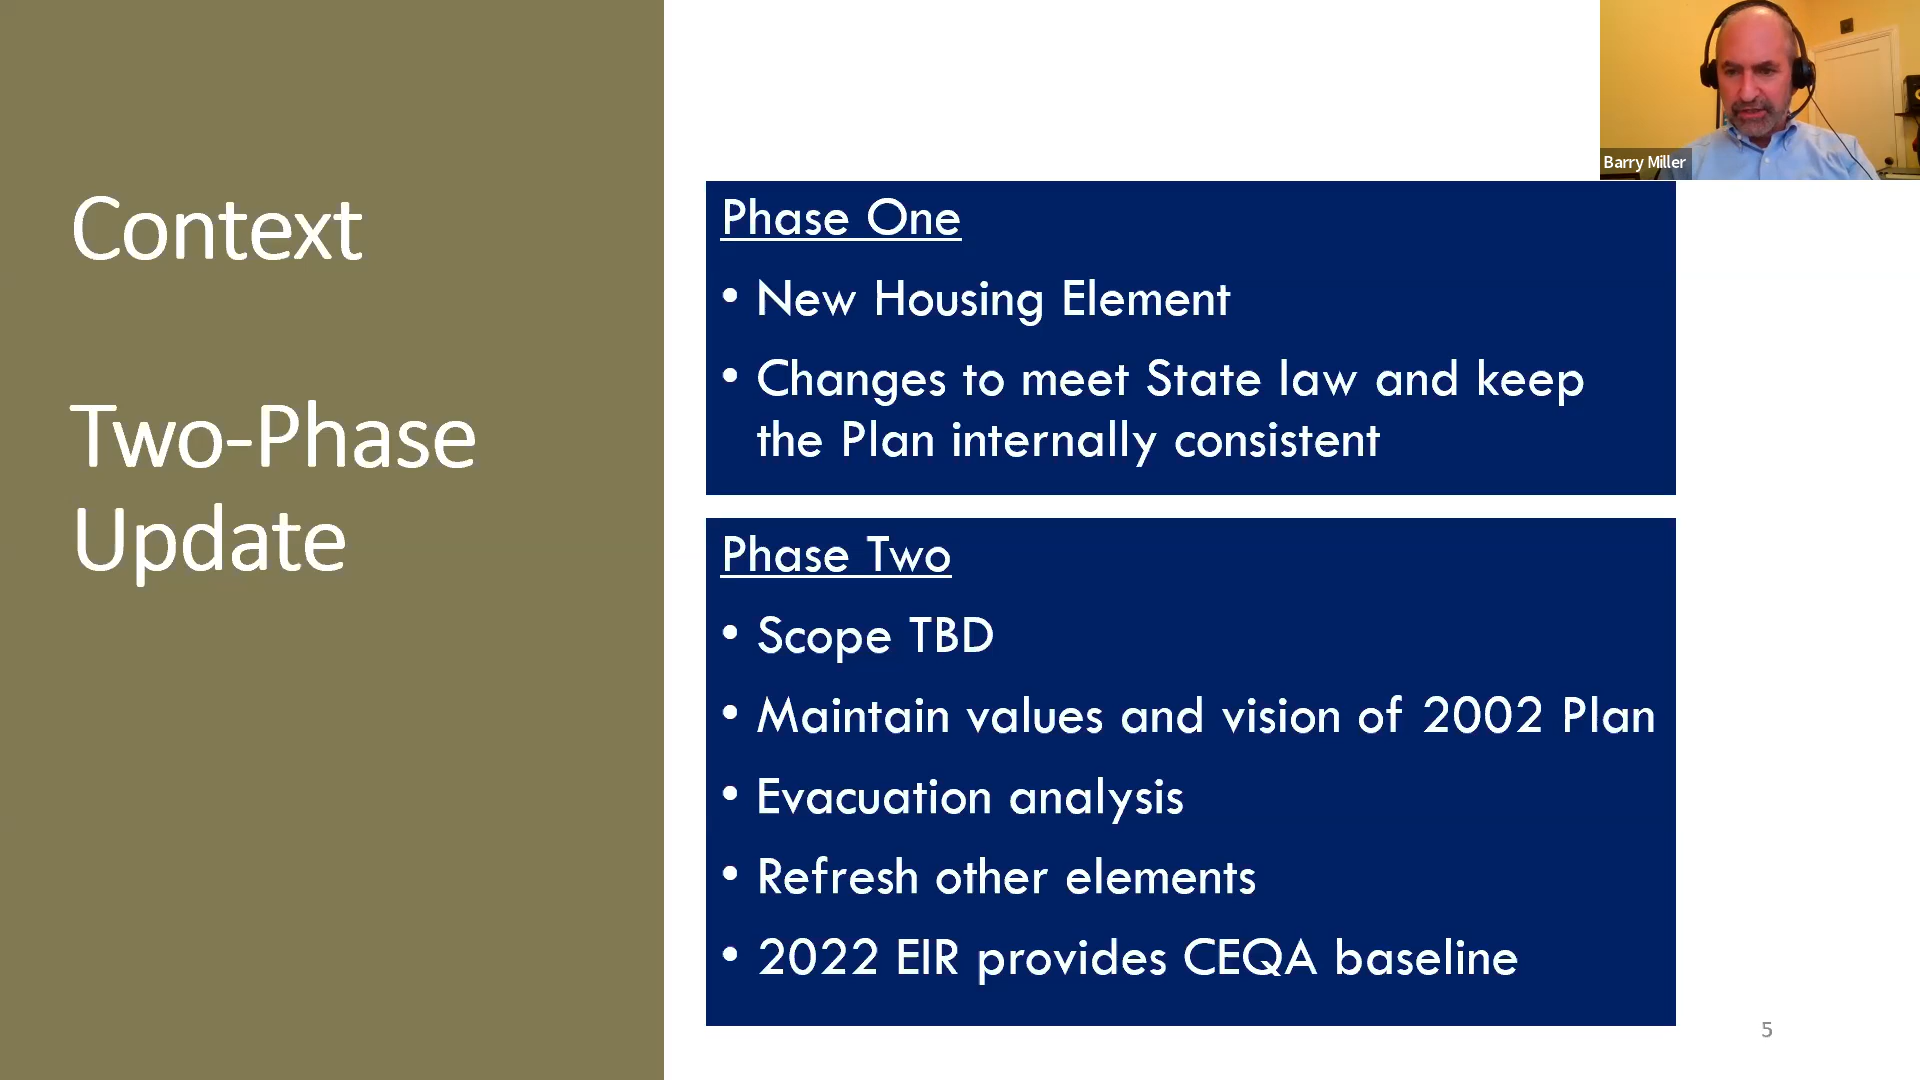 Context
Two-Phase
Update
Barry Miller
Phase One
• New Housing Element
• Changes to meet State law and keep
the Plan internally consistent
Phase Two
• Scope TBD
• Maintain values and vision of 2002 Plan
• Evacuation analysis
• Refresh other elements
• 2022 EIR provides CEQA baseline
5